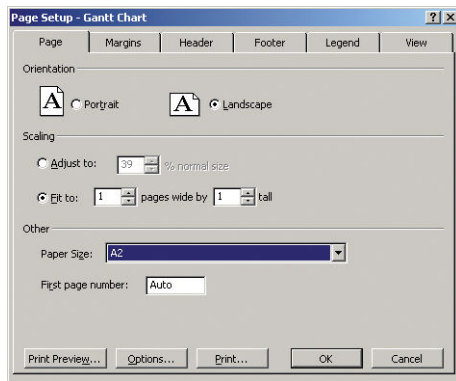 Page Setup - Gantt Chart
Page Margins Header Footer Legend View
Orientation
A Portrait A Landscape
Scaling
Adjust to: 39 % normal size
Fit to: 1 pages wide by 1 tall
Other
Paper Size: A2
First page number: Auto
Print Preview... Options... Print... OK Cancel